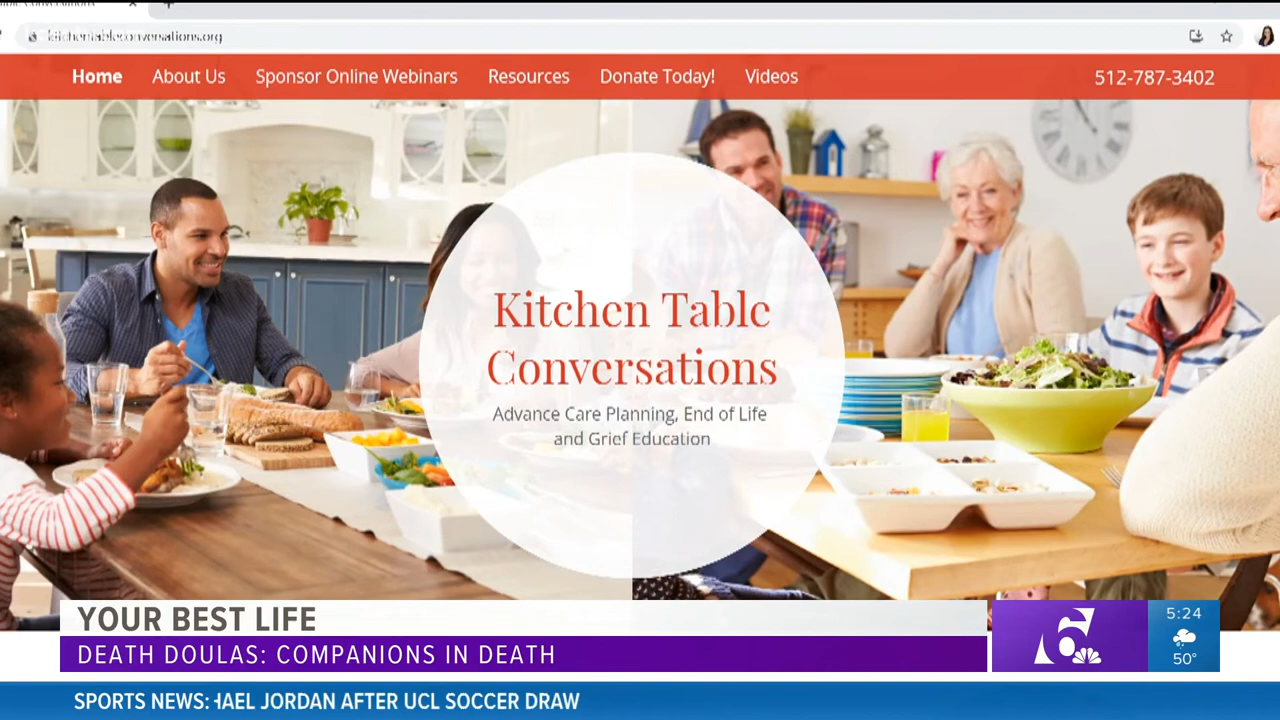 kitchentableconversations.org
Home About Us Sponsor Online Webinars Resources Donate Today! Videos 512-787-3402
Kitchen Table
Conversations
Advance Care Planning, End of Life
and Grief Education
YOUR BEST LIFE
DEATH DOULAS: COMPANIONS IN DEATH
6
5:24
50°
SPORTS NEWS: HAEL JORDAN AFTER UCL SOCCER DRAW